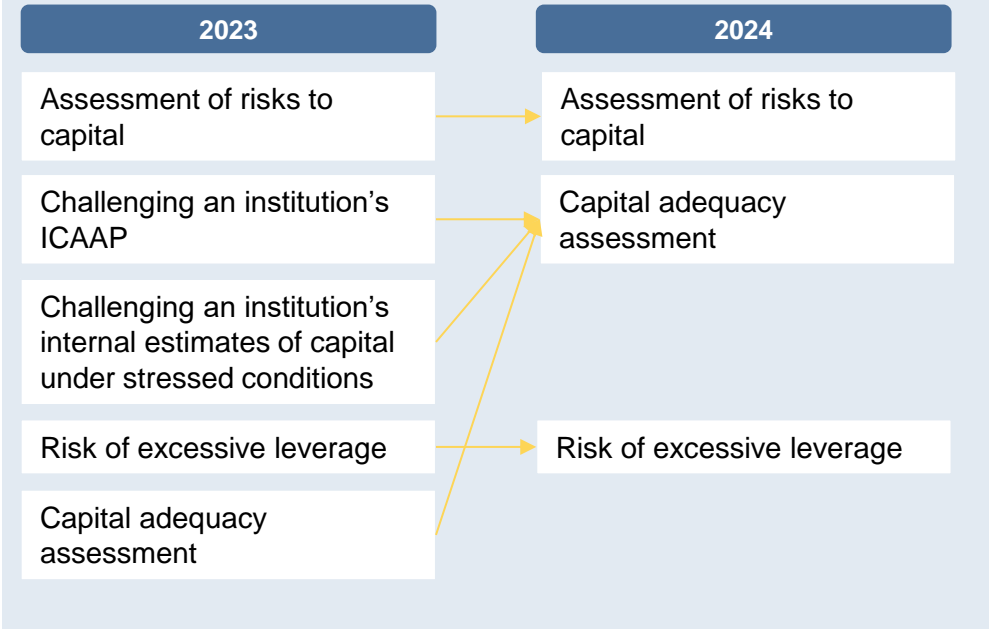 2023
2024
Assessment of risks to
capital
Assessment of risks to
capital
Challenging an institution’s
ICAAP
Capital adequacy
assessment
Challenging an institution’s
internal estimates of capital
under stressed conditions
Risk of excessive leverage
Risk of excessive leverage
Capital adequacy
assessment